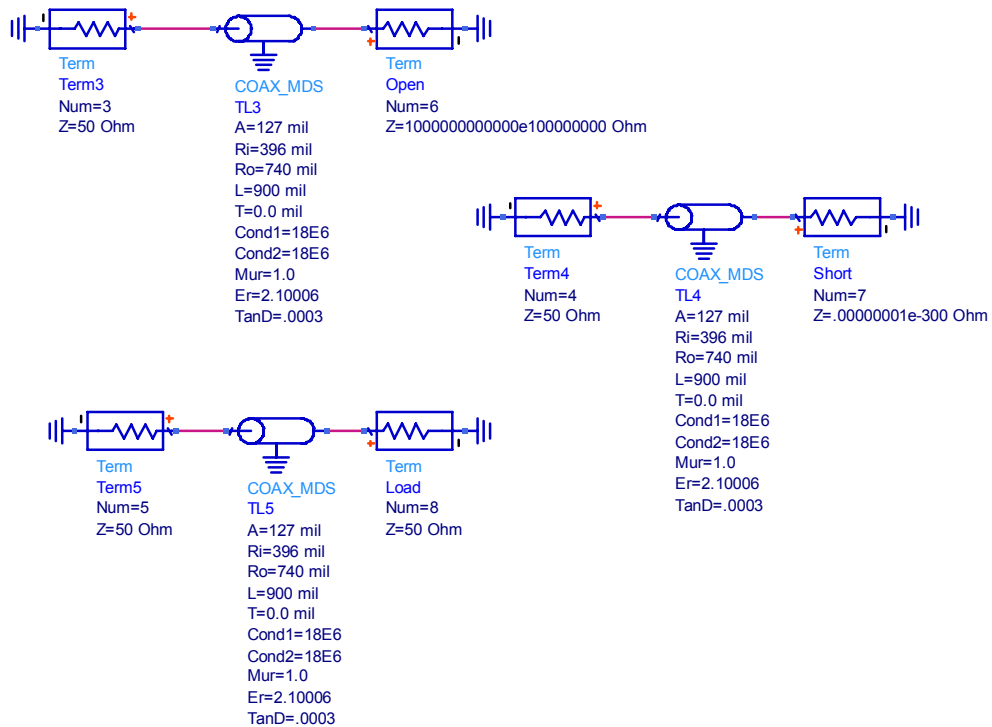 Term
Term3
Num=3
Z=50 Ohm
COAX_MDS
TL3
A=127 mil
Ri=396 mil
Ro=740 mil
L=900 mil
T=0.0 mil
Cond1=18E6
Cond2=18E6
Mur=1.0
Er=2.10006
TanD=.0003
Term
Open
Num=6
Z=1000000000000e100000000 Ohm
Term
Term4
Num=4
Z=50 Ohm
COAX_MDS
TL4
A=127 mil
Ri=396 mil
Ro=740 mil
L=900 mil
T=0.0 mil
Cond1=18E6
Cond2=18E6
Mur=1.0
Er=2.10006
TanD=.0003
Term
Short
Num=7
Z=.00000001e-300 Ohm
Term
Term5
Num=5
Z=50 Ohm
COAX_MDS
TL5
A=127 mil
Ri=396 mil
Ro=740 mil
L=900 mil
T=0.0 mil
Cond1=18E6
Cond2=18E6
Mur=1.0
Er=2.10006
TanD=.0003
Term
Load
Num=8
Z=50 Ohm